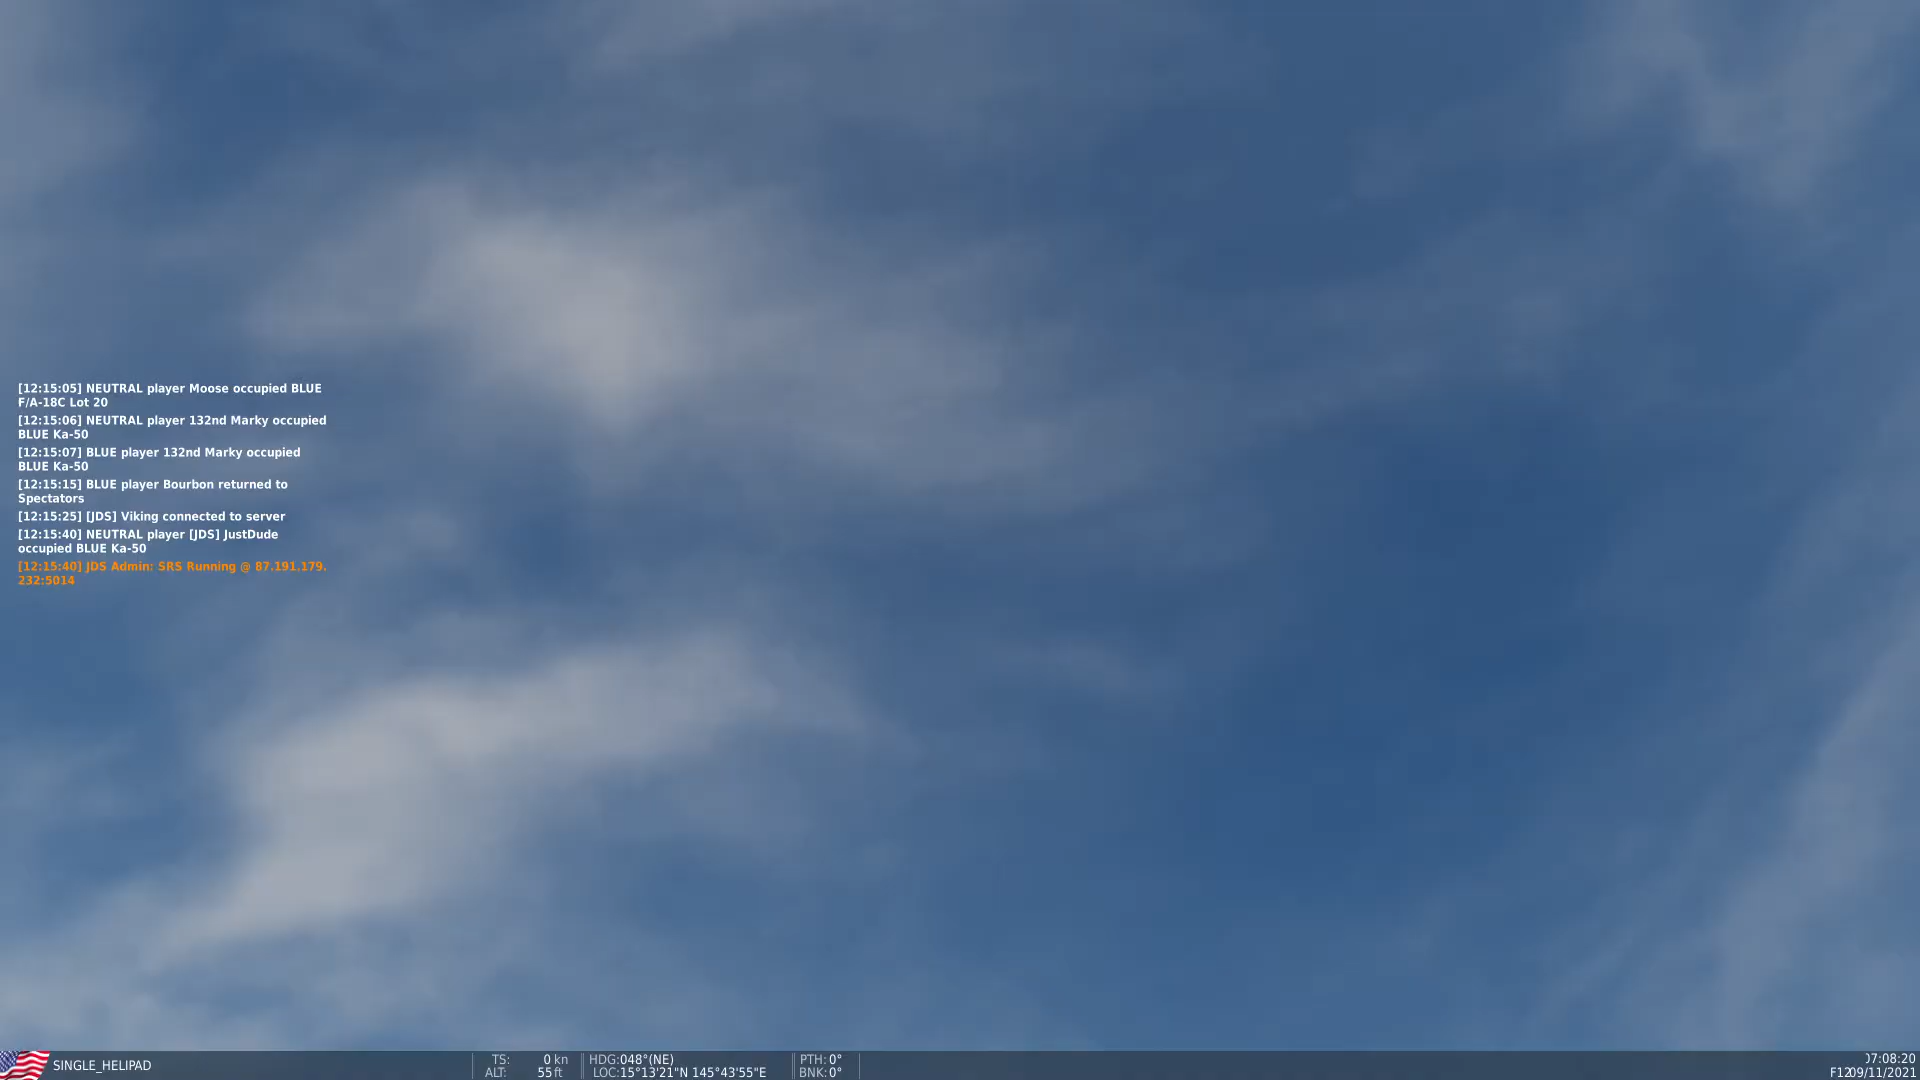 [12:15:05] NEUTRAL player Moose occupied BLUE
F/A-18C Lot 20
[12:15:06] NEUTRAL player 132nd Marky occupied
BLUE Ka-50
[12:15:07] BLUE player 132nd Marky occupied
BLUE Ka-50
[12:15:15] BLUE player Bourbon returned to
Spectators
[12:15:25] [JDS] Viking connected to server
[12:15:40] NEUTRAL player [JDS] JustDude
occupied BLUE Ka-50
[12:15:40] JDS Admin: SRS Running @ 87.191.179.
232:5014
SINGLE_HELIPAD
TS: 0 kn HDG:048°(NE) PTH: 0° 07:08:20
ALT: 55 ft LOC:15°13'21"N 145°43'55"E BNK: 0° F12 09/11/2021